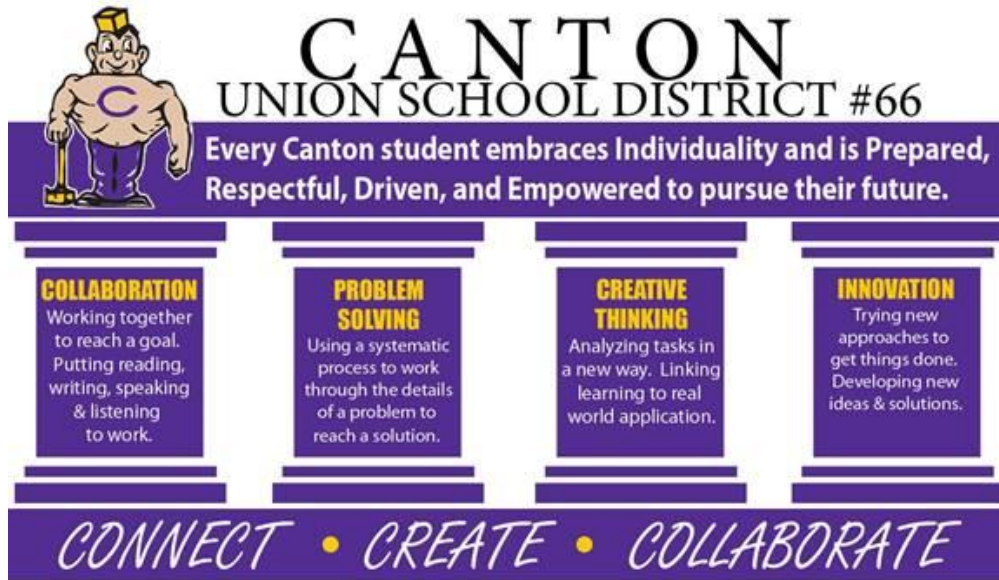 C
CANTON
UNION SCHOOL DISTRICT #66
Every Canton student embraces Individuality and is Prepared,
Respectful, Driven, and Empowered to pursue their future.
COLLABORATION
Working together
to reach a goal.
Putting reading,
writing, speaking
& listening
to work.
PROBLEM
SOLVING
Using a systematic
process to work
through the details
of a problem to
reach a solution.
CREATIVE
THINKING
Analyzing tasks in
a new way. Linking
learning to real
world application.
INNOVATION
Trying new
approaches to
get things done.
Developing new
ideas & solutions.
CONNECT • CREATE • COLLABORATE